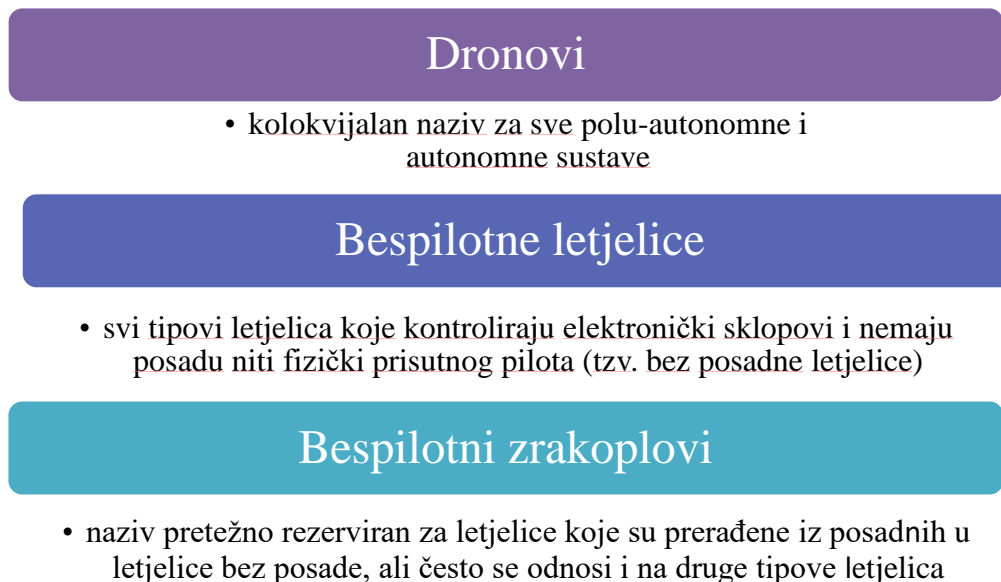 Dronovi
• kolokvijalan naziv za sve polu-autonomne i
autonomne sustave
Bespilotne letjelice
• svi tipovi letjelica koje kontroliraju elektronički sklopovi i nemaju
posadu niti fizički prisutnog pilota (tzv. bez posadne letjelice)
Bespilotni zrakoplovi
• naziv pretežno rezerviran za letjelice koje su prerađene iz posadnih u
letjelice bez posade, ali često se odnosi i na druge tipove letjelica